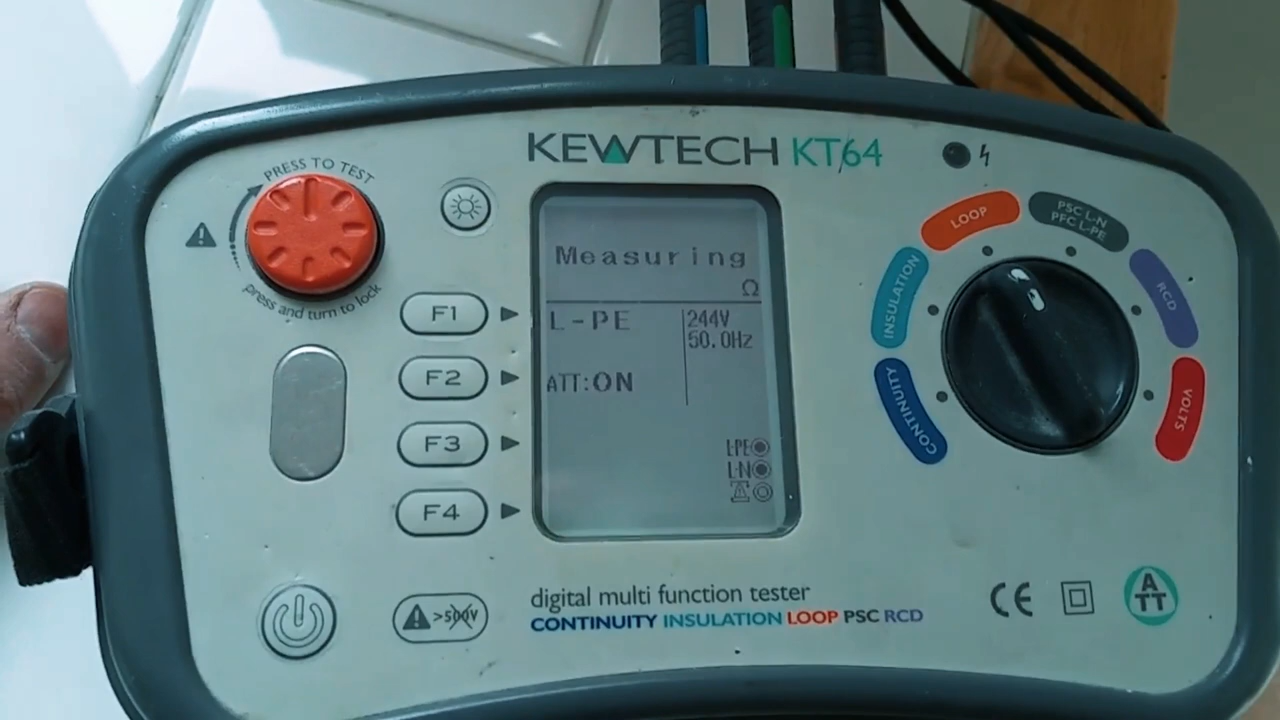 KEWTECH KT64
PRESS TO TEST
press and turn to lock
Measuring
Ω
L-PE
244V
50.0Hz
ATT:ON
L-PE
L-N
F1
F2
F3
F4
LOOP
PSC L-N
PFC L-PE
INSULATION
RCD
CONTINUITY
VOLTS
>500V
digital multi function tester
CONTINUITY INSULATION LOOP PSC RCD
CE
A
TT